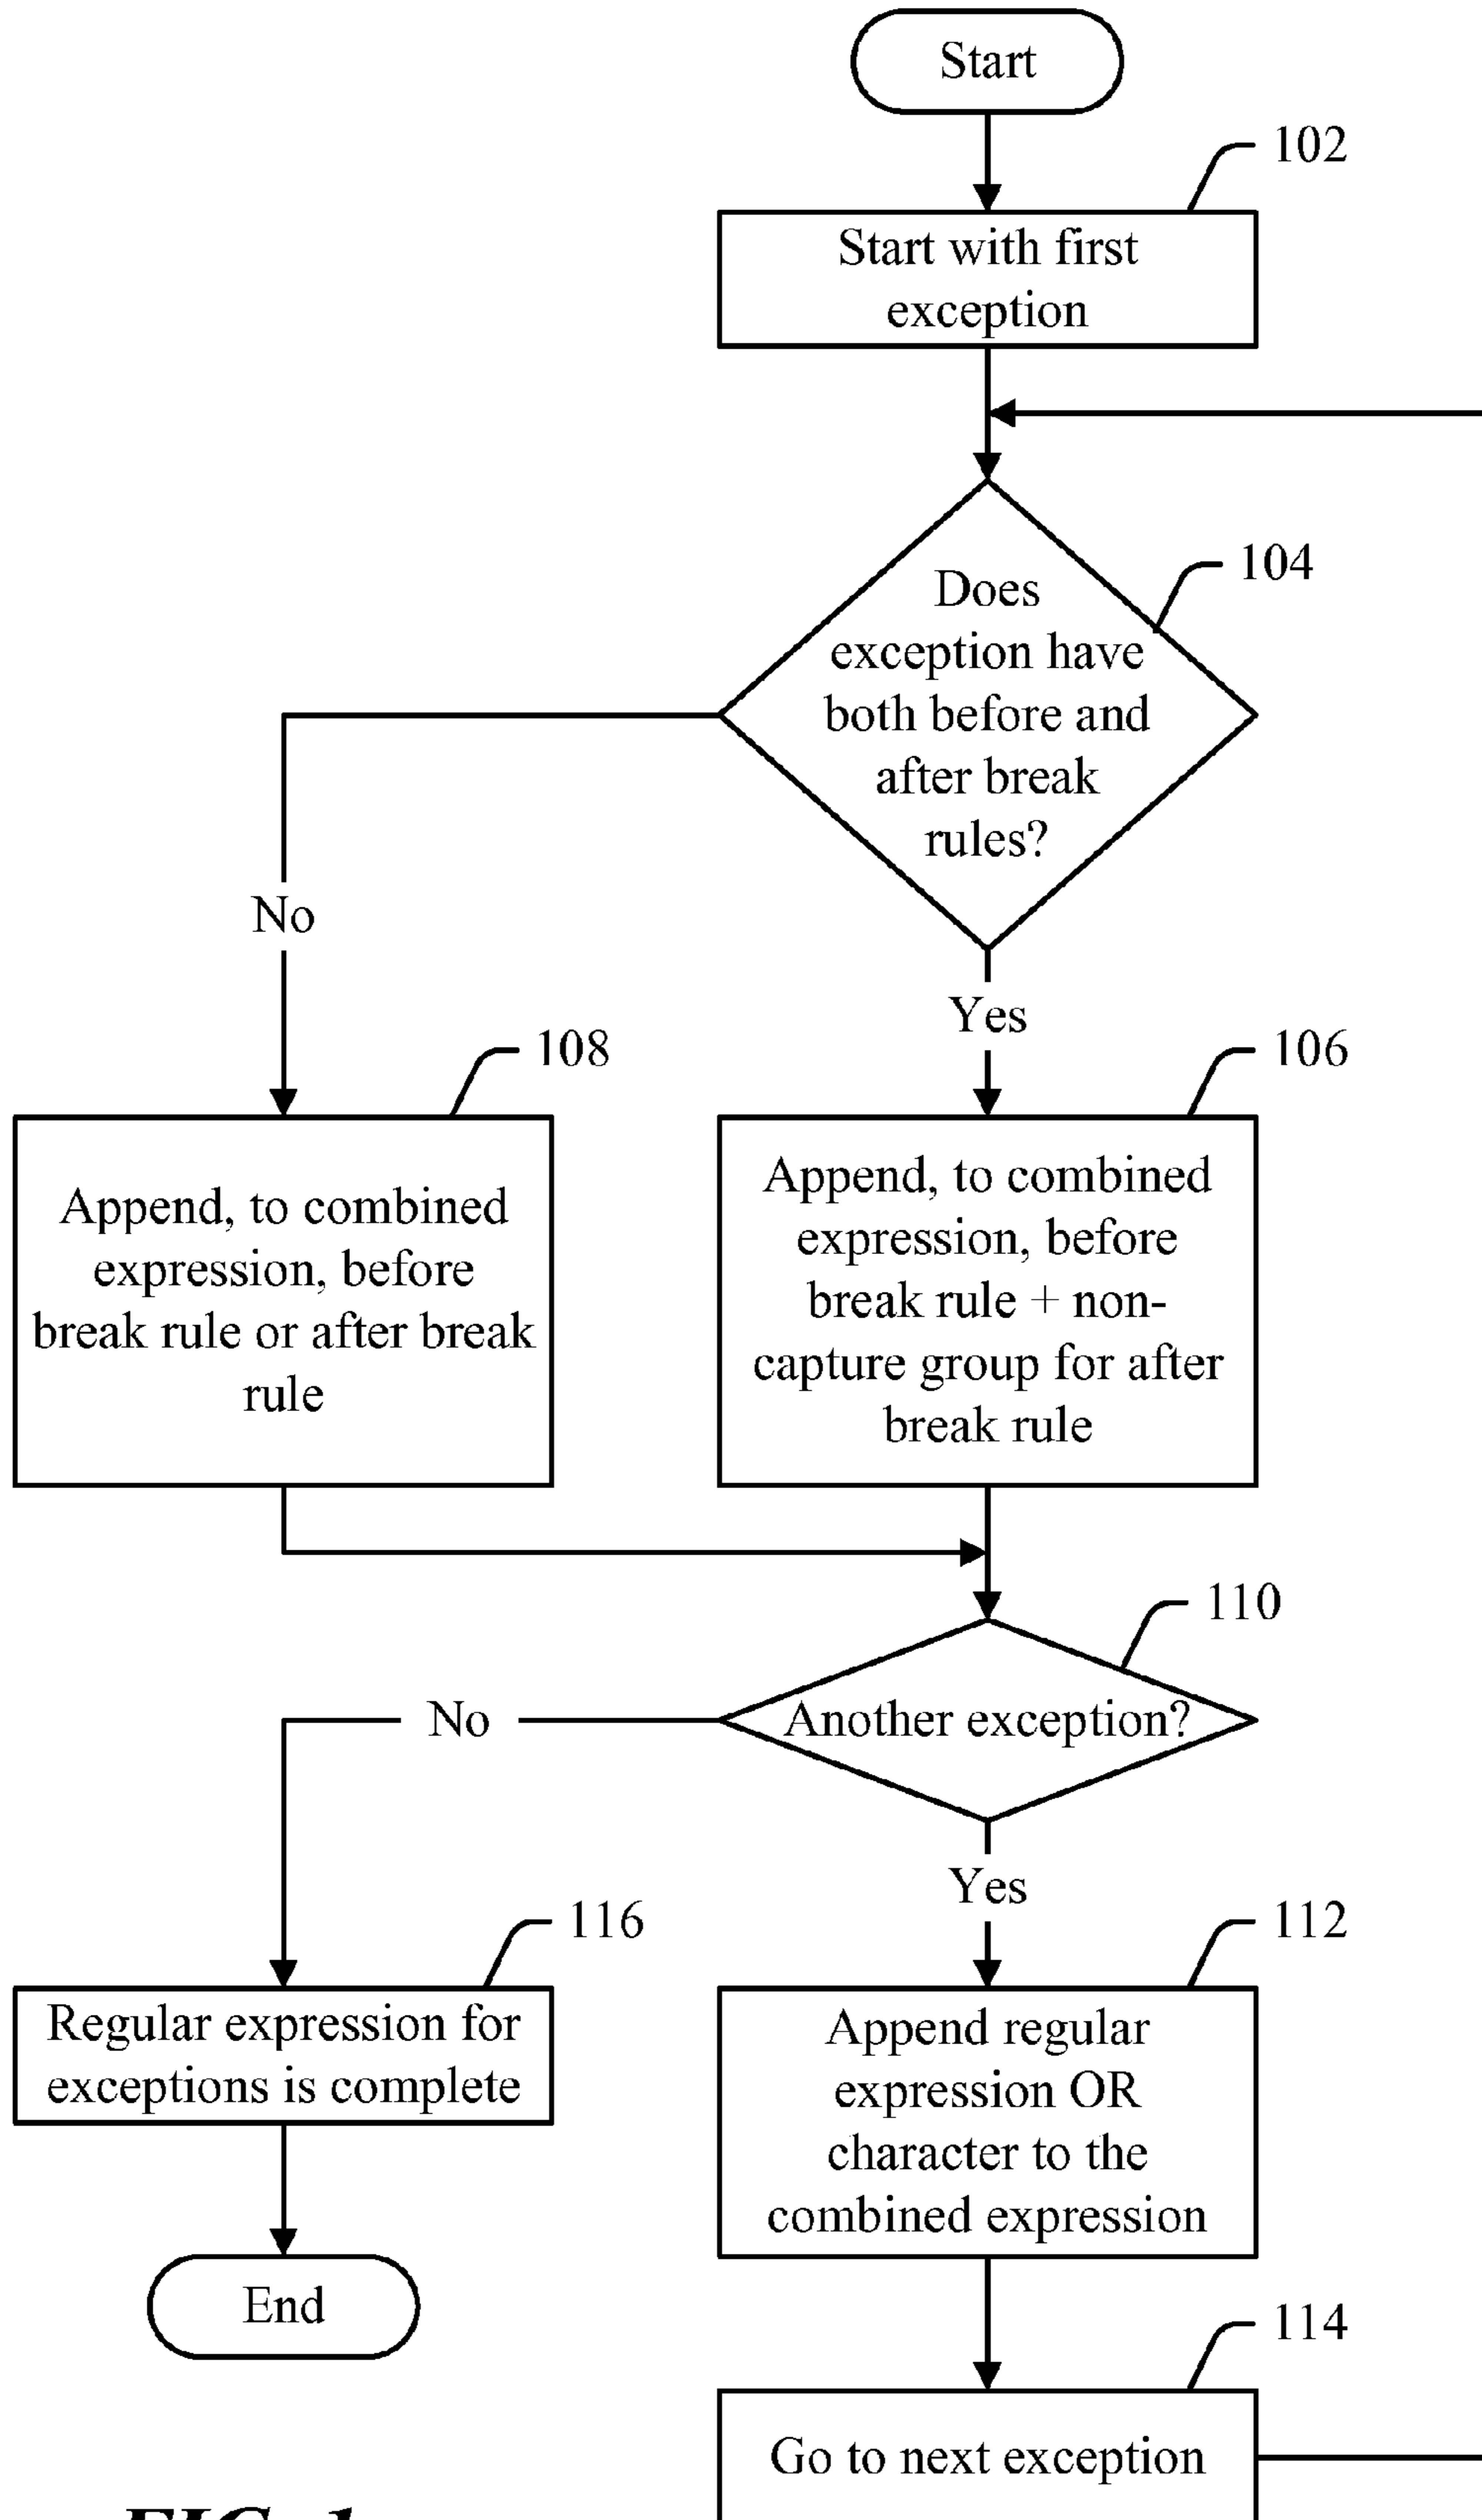 Start
102
Start with first
exception
104
Does
exception have
both before and
after break
rules?
No
Yes
108
106
Append, to combined
expression, before
break rule or after break
rule
Append, to combined
expression, before
break rule + non-
capture group for after
break rule
110
Another exception?
No
Yes
116
112
Regular expression for
exceptions is complete
Append regular
expression OR
character to the
combined expression
End
114
Go to next exception